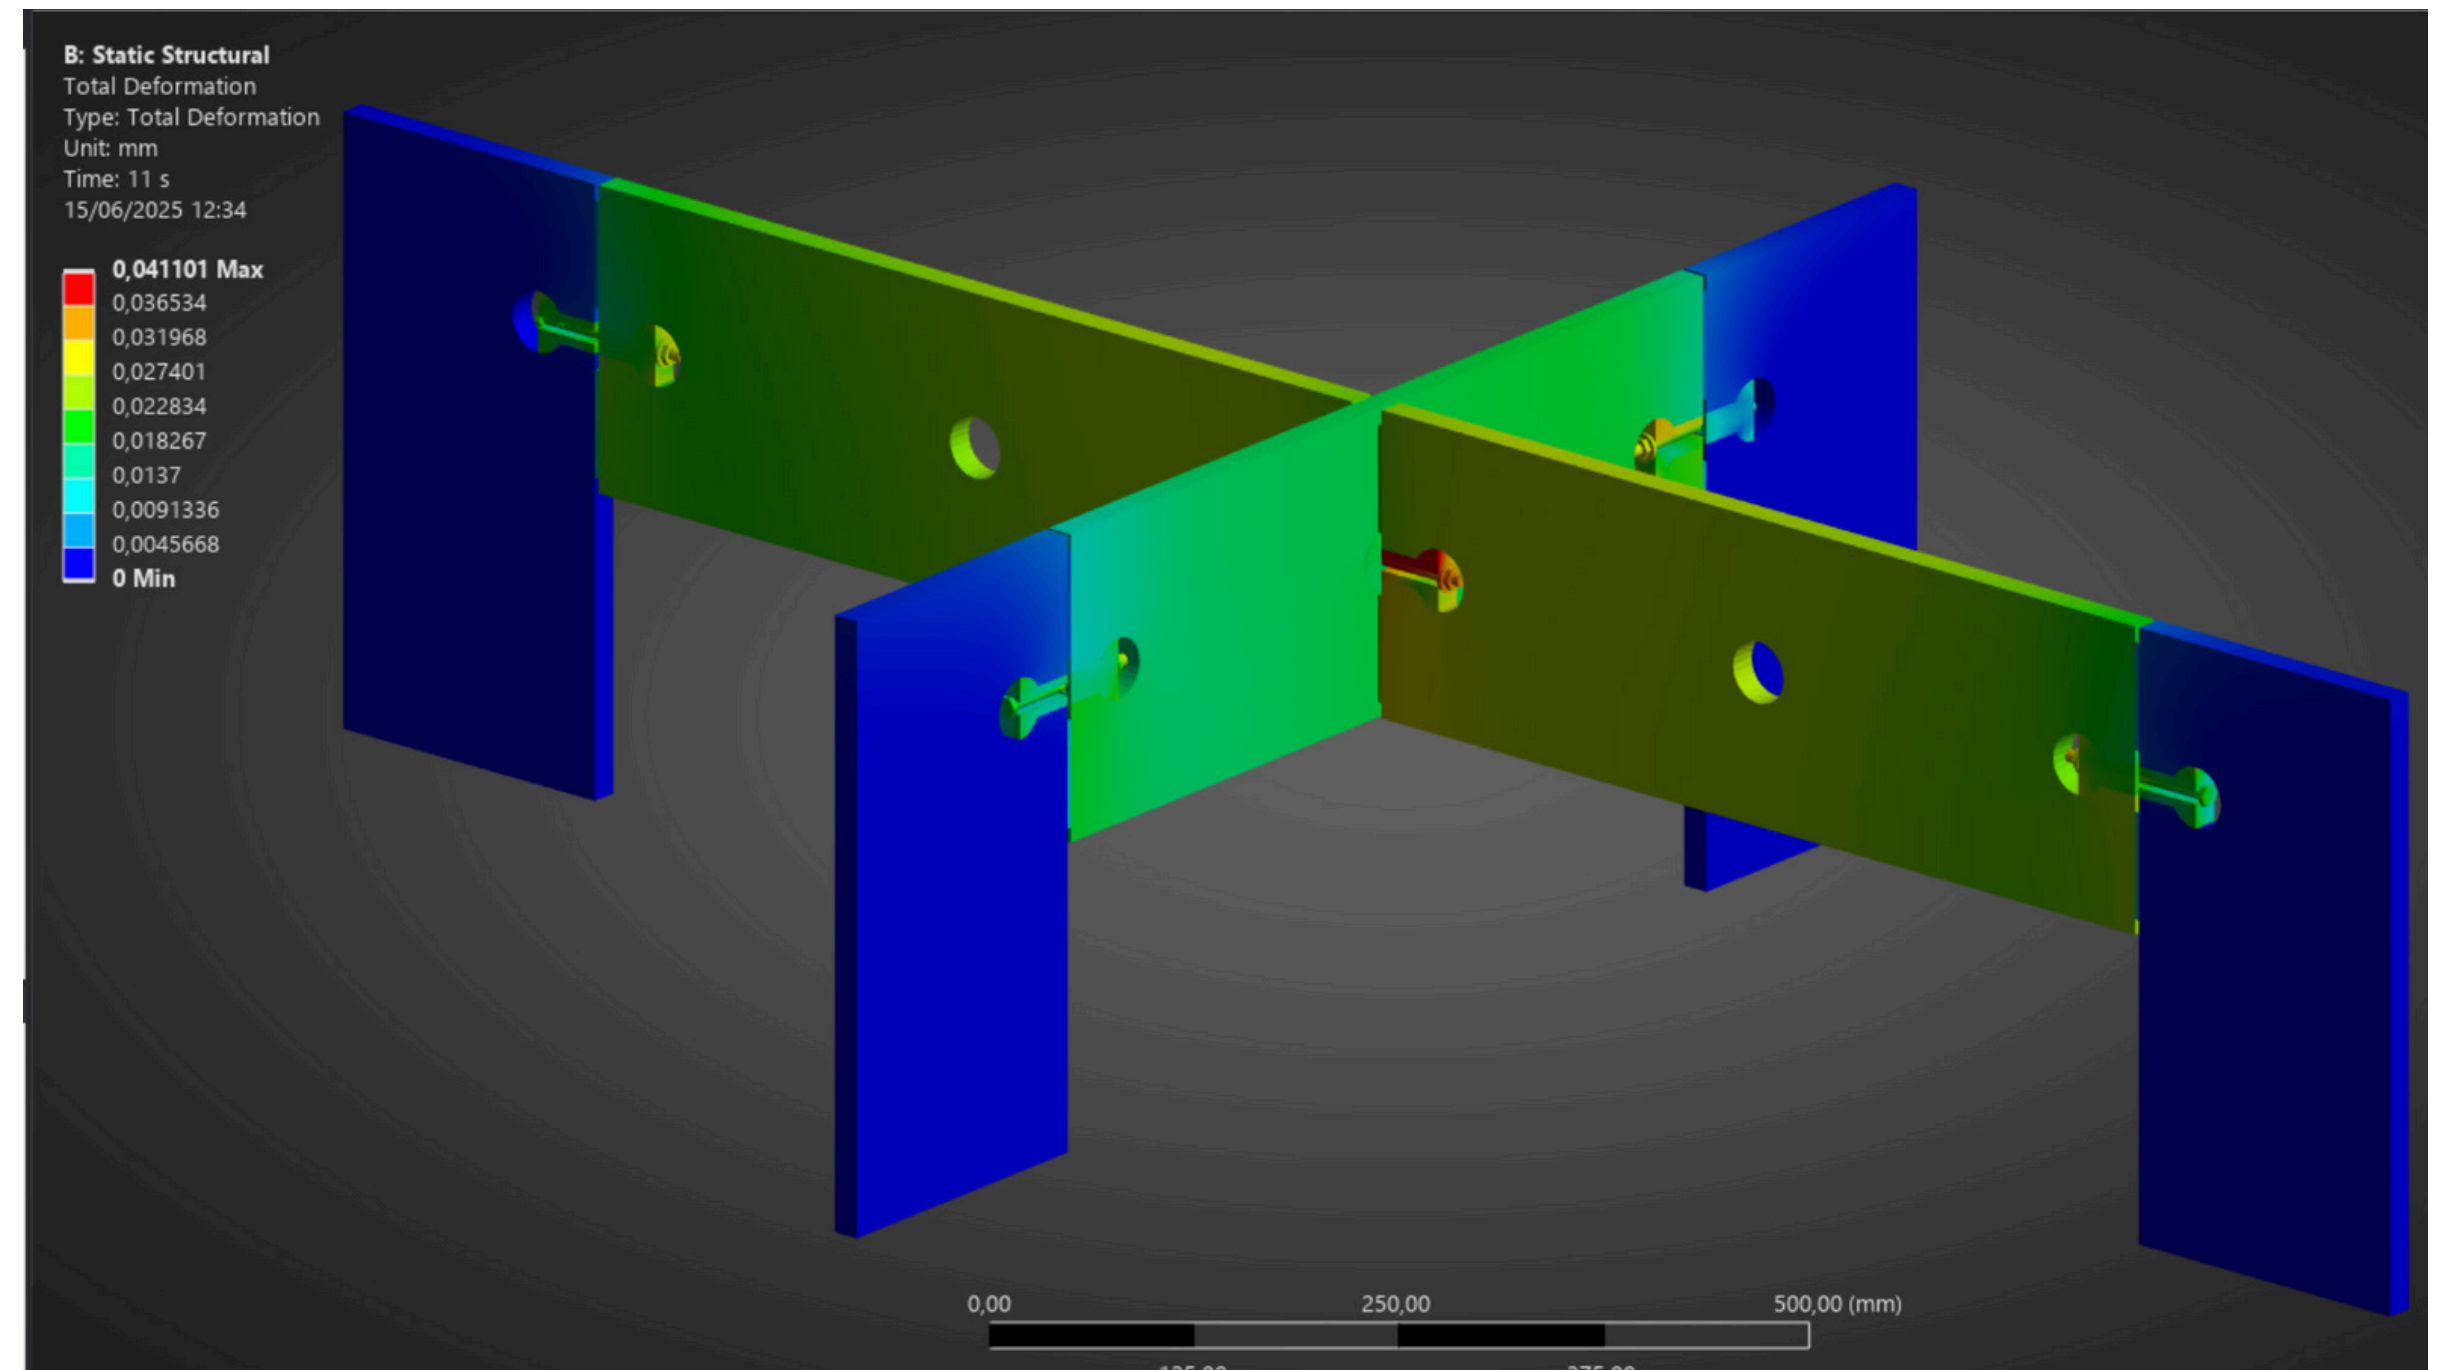 B: Static Structural
Total Deformation
Type: Total Deformation
Unit: mm
Time: 11 s
15/06/2025 12:34
0,041101 Max
0,036534
0,031968
0,027401
0,022834
0,018267
0,0137
0,0091336
0,0045668
0 Min
0,00 250,00 500,00 (mm)